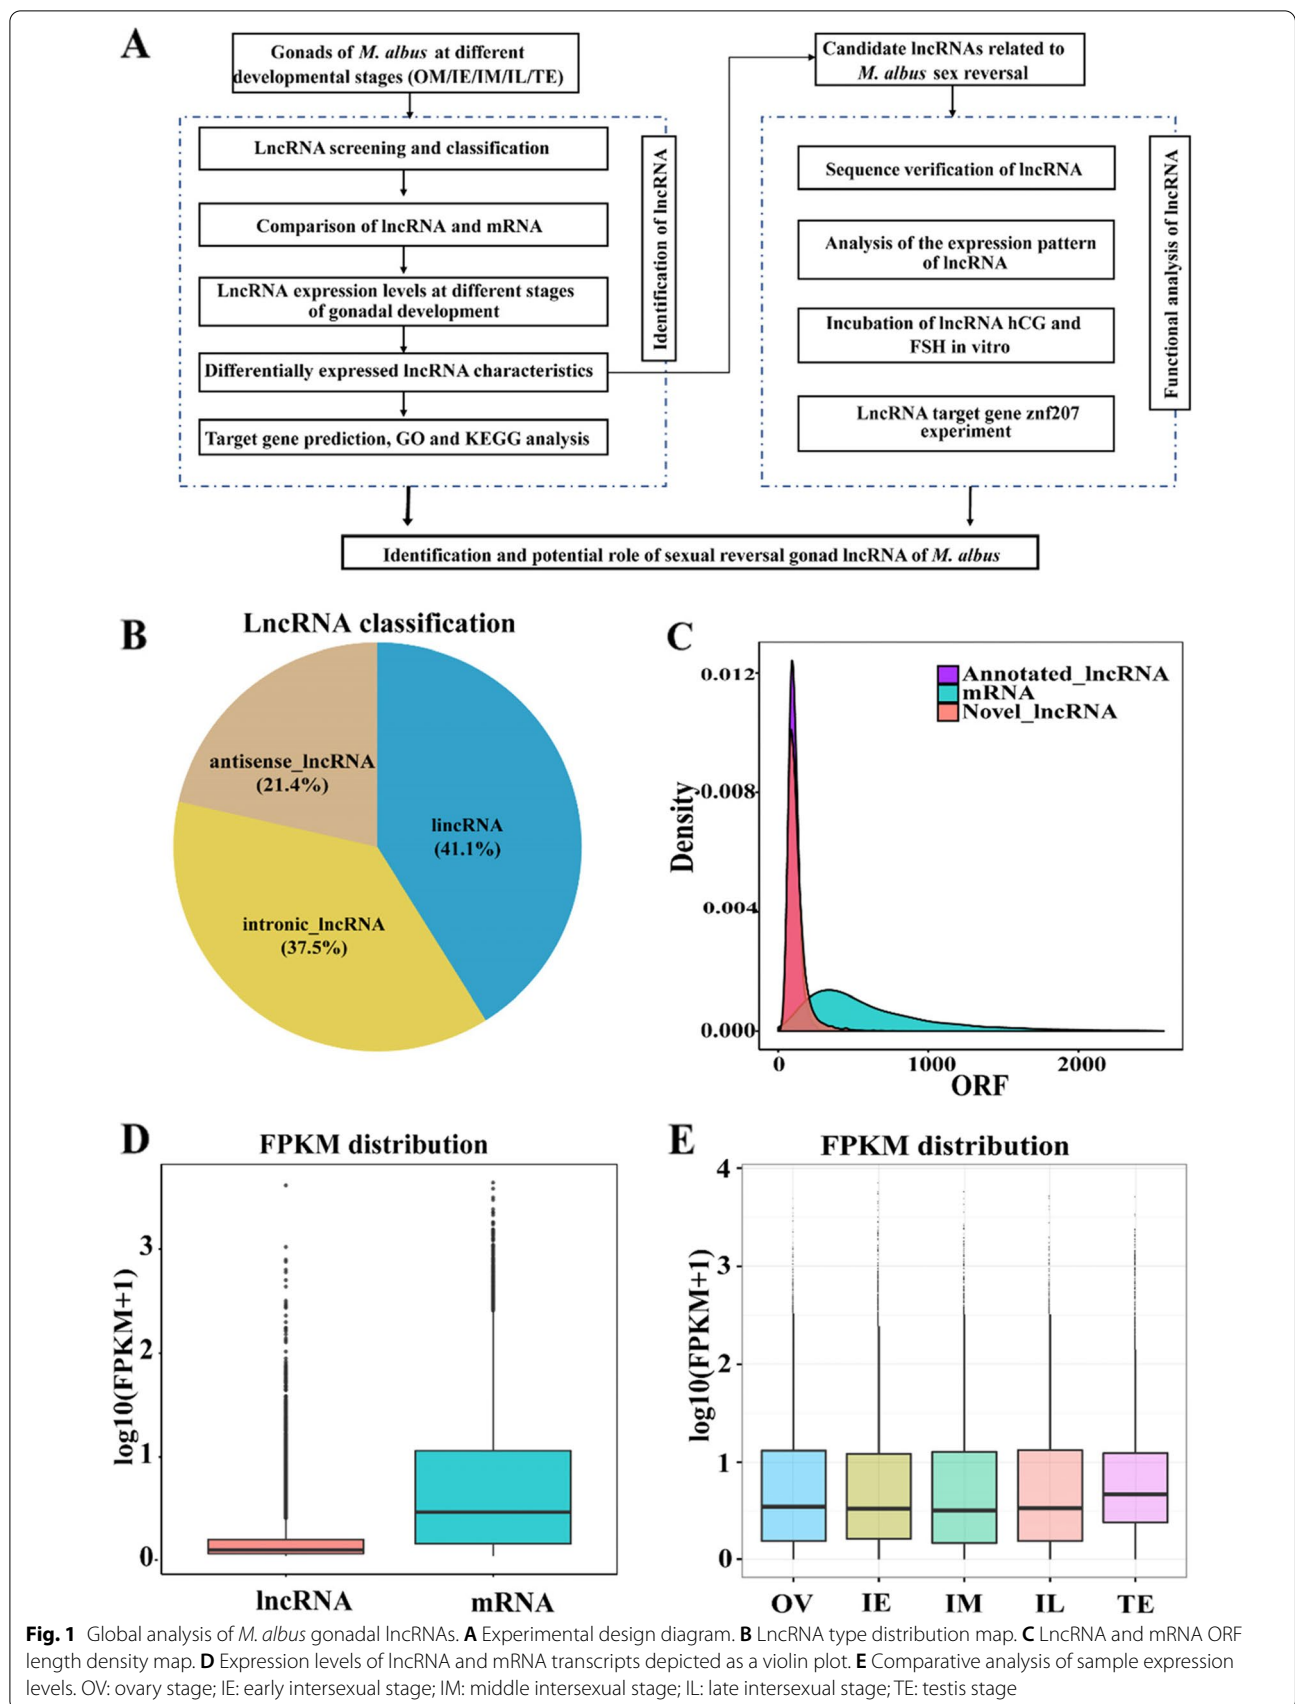 A
Gonads of M. albus at different
developmental stages (OM/IE/IM/IL/TE)
LncRNA screening and classification
Comparison of lncRNA and mRNA
LncRNA expression levels at different stages
of gonadal development
Differentially expressed lncRNA characteristics
Target gene prediction, GO and KEGG analysis
Identification of lncRNA
Candidate lncRNAs related to
M. albus sex reversal
Sequence verification of lncRNA
Analysis of the expression pattern
of lncRNA
Incubation of lncRNA hCG and
FSH in vitro
LncRNA target gene znf207
experiment
Functional analysis of lncRNA
Identification and potential role of sexual reversal gonad lncRNA of M. albus
B
LncRNA classification
antisense_lncRNA
(21.4%)
lincRNA
(41.1%)
intronic_lncRNA
(37.5%)
C
Annotated_lncRNA
mRNA
Novel_lncRNA
Density
0.012
0.008
0.004
0.000
0
1000
2000
ORF
D
FPKM distribution
log10(FPKM+1)
3
2
1
0
lncRNA
mRNA
E
FPKM distribution
log10(FPKM+1)
4
3
2
1
0
OV
IE
IM
IL
TE
Fig. 1 Global analysis of M. albus gonadal lncRNAs. A Experimental design diagram. B LncRNA type distribution map. C LncRNA and mRNA ORF
length density map. D Expression levels of lncRNA and mRNA transcripts depicted as a violin plot. E Comparative analysis of sample expression
levels. OV: ovary stage; IE: early intersexual stage; IM: middle intersexual stage; IL: late intersexual stage; TE: testis stage